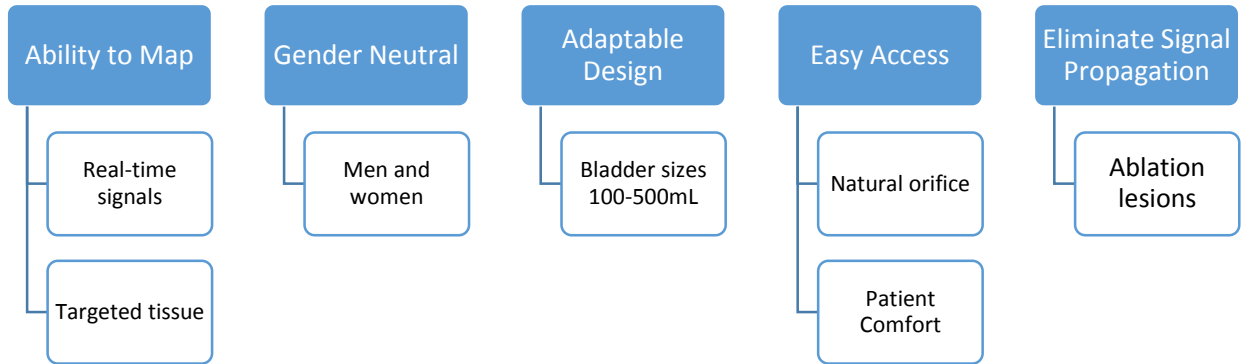 Ability to Map
Real-time
signals
Targeted tissue
Gender Neutral
Men and
women
Adaptable
Design
Bladder sizes
100-500mL
Easy Access
Natural orifice
Patient
Comfort
Eliminate Signal
Propagation
Ablation
lesions